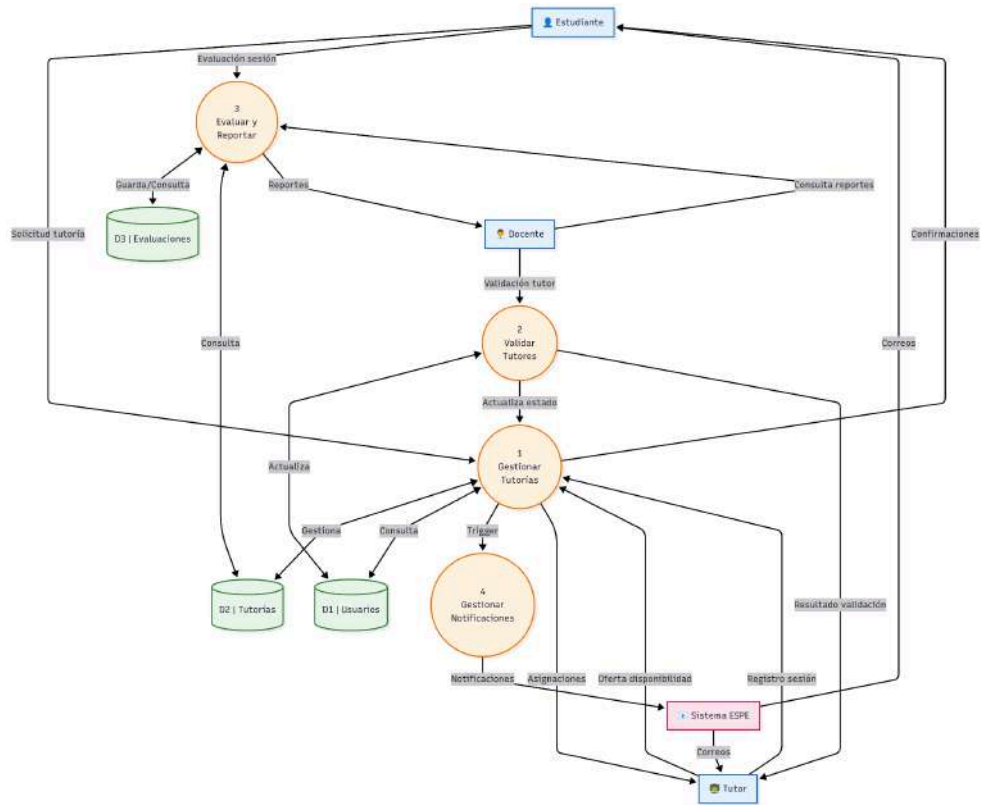 Estudiante
Evaluación sesión
3
Evaluar y
Reportar
Guarda/Consulta
Reportes
Consulta reportes
Solicitud tutoría
D3 | Evaluaciones
Docente
Confirmaciones
Validación tutor
2
Validar
Tutores
Consulta
Correos
Actualiza estado
1
Gestionar
Tutorías
Actualiza
Gestiona
Consulta
Trigger
D2 | Tutorías
D1 | Usuarios
4
Gestionar
Notificaciones
Resultado validación
Notificaciones
Asignaciones
Oferta disponibilidad
Registro sesión
Sistema ESPE
Correos
Tutor